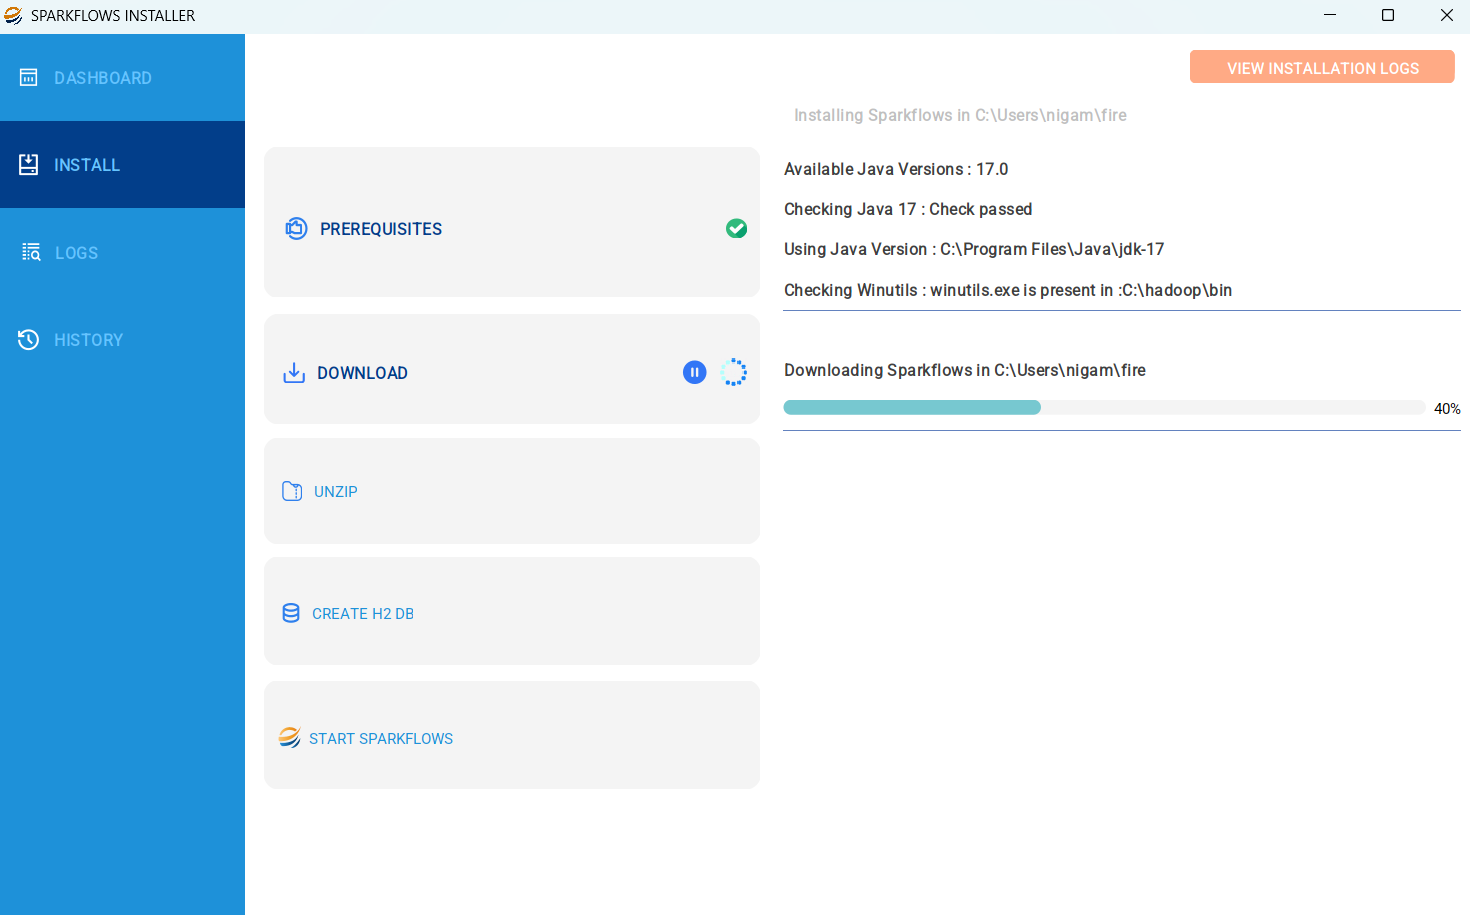 SPARKFLOWS INSTALLER
DASHBOARD
INSTALL
LOGS
HISTORY
VIEW INSTALLATION LOGS
Installing Sparkflows in C:\Users\nigam\fire
PREREQUISITES
Available Java Versions : 17.0
Checking Java 17 : Check passed
Using Java Version : C:\Program Files\Java\jdk-17
Checking Winutils : winutils.exe is present in :C:\hadoop\bin
DOWNLOAD
Downloading Sparkflows in C:\Users\nigam\fire
40%
UNZIP
CREATE H2 DB
START SPARKFLOWS